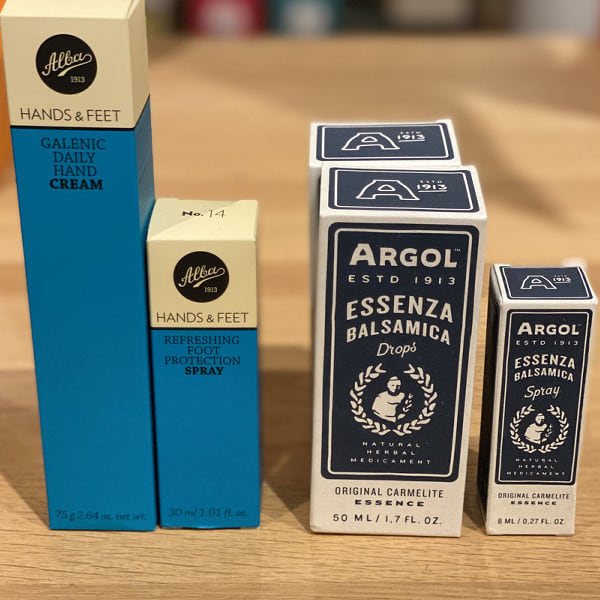 Alba
1913
HANDS & FEET
GALENIC
DAILY
HAND
CREAM
75 g 2.64 oz. net wt.
No. 14
Alba
1913
HANDS & FEET
REFRESHING
FOOT
PROTECTION
SPRAY
30 ml 1.01 fl. oz.
A ESTD
1913
A ESTD
1913
ARGOL™
ESTD 1913
ESSENZA
BALSAMICA
Drops
NATURAL
HERBAL
MEDICAMENT
ORIGINAL CARMELITE
ESSENCE
50 ML / 1,7 FL. OZ.
A ESTD
1913
ARGOL™
ESTD 1913
ESSENZA
BALSAMICA
Spray
NATURAL
HERBAL
MEDICAMENT
ORIGINAL CARMELITE
ESSENCE
8 ML / 0,27 FL. OZ.